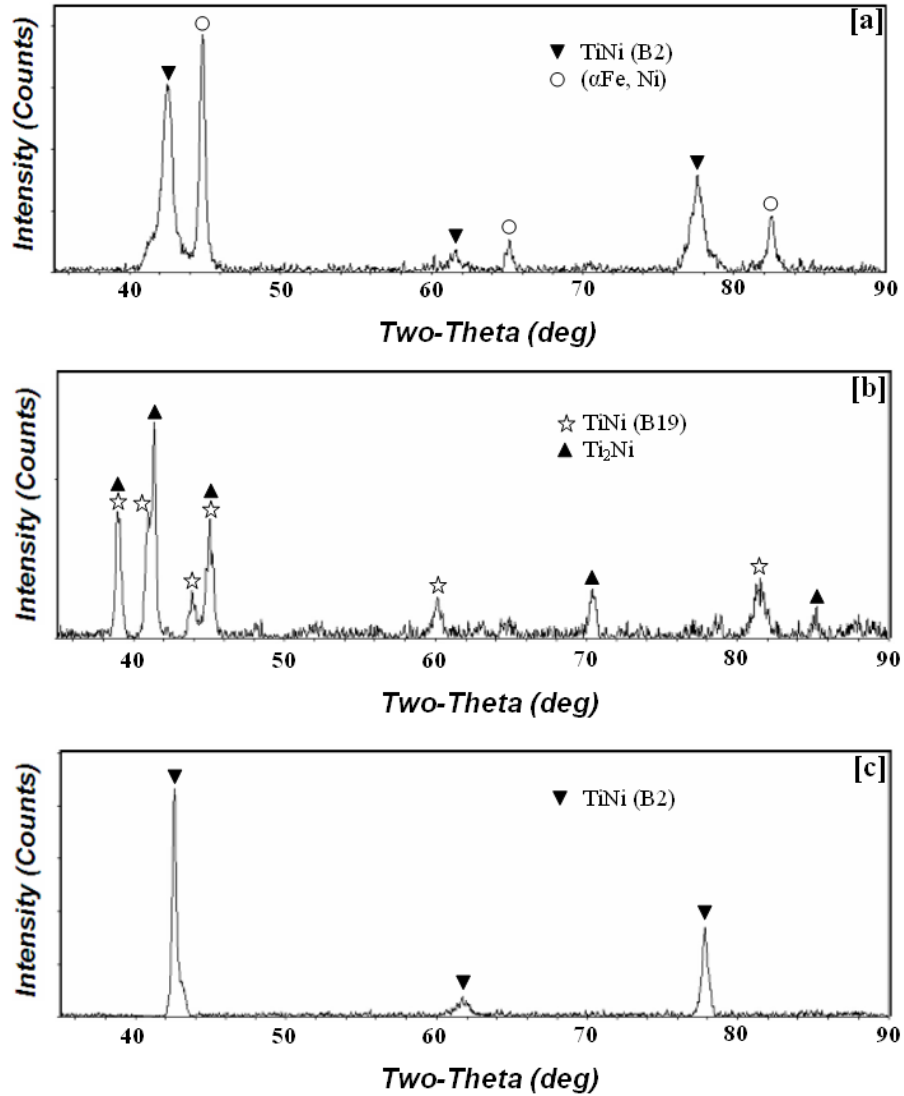 [a]
Intensity (Counts)
▼ TiNi (B2)
○ (αFe, Ni)
40 50 60 70 80 90
Two-Theta (deg)
[b]
Intensity (Counts)
☆ TiNi (B19)
▲ Ti₂Ni
40 50 60 70 80 90
Two-Theta (deg)
[c]
Intensity (Counts)
▼ TiNi (B2)
40 50 60 70 80 90
Two-Theta (deg)